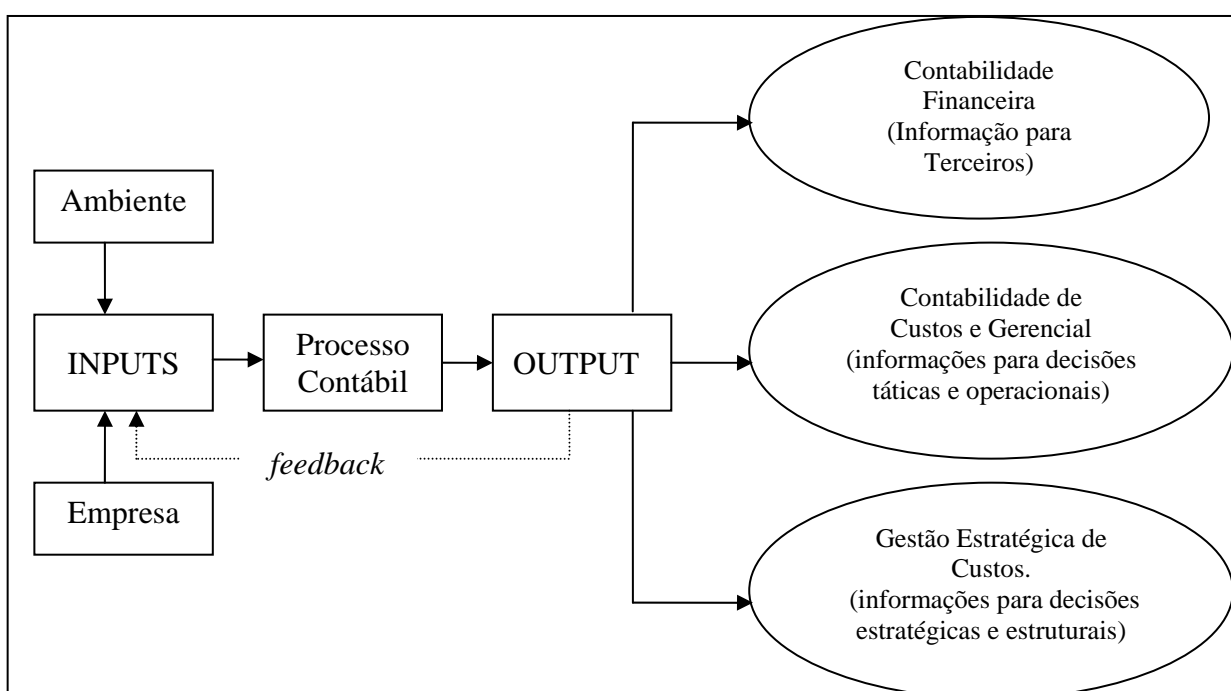 Contabilidade
Financeira
(Informação para
Terceiros)
Ambiente
INPUTS
Processo
Contábil
OUTPUT
Contabilidade de
Custos e Gerencial
(informações para decisões
táticas e operacionais)
feedback
Empresa
Gestão Estratégica de
Custos.
(informações para decisões
estratégicas e estruturais)